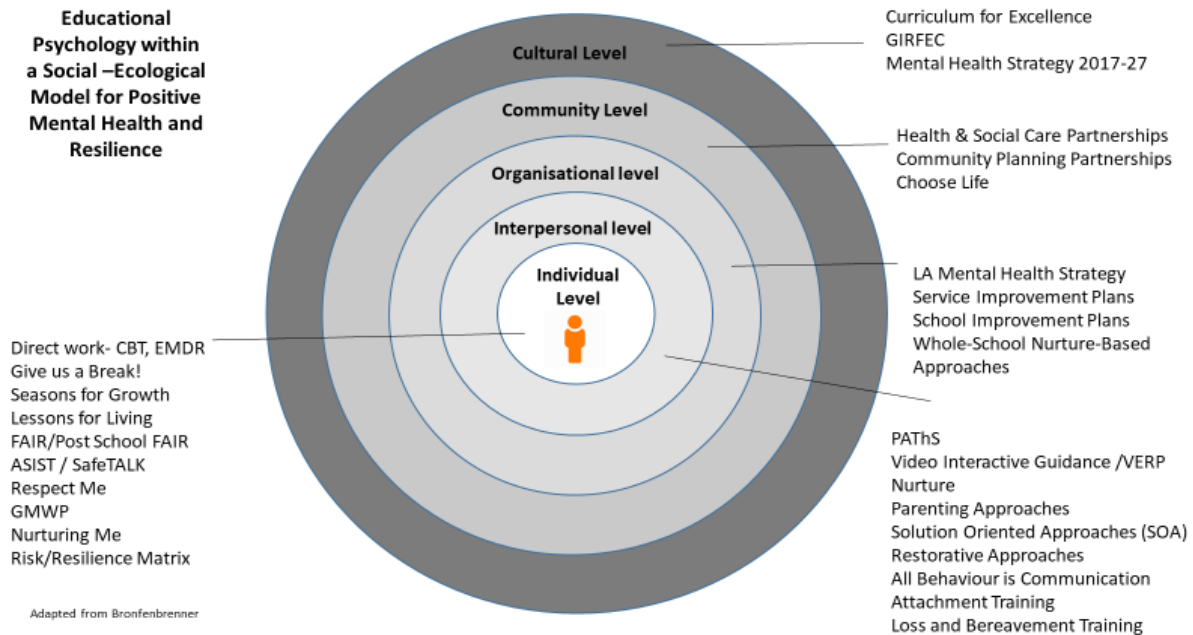 Educational
Psychology within
a Social –Ecological
Model for Positive
Mental Health and
Resilience
Cultural Level
Community Level
Organisational level
Interpersonal level
Individual
Level
Curriculum for Excellence
GIRFEC
Mental Health Strategy 2017-27
Health & Social Care Partnerships
Community Planning Partnerships
Choose Life
LA Mental Health Strategy
Service Improvement Plans
School Improvement Plans
Whole-School Nurture-Based
Approaches
PAThS
Video Interactive Guidance /VERP
Nurture
Parenting Approaches
Solution Oriented Approaches (SOA)
Restorative Approaches
All Behaviour is Communication
Attachment Training
Loss and Bereavement Training
Direct work- CBT, EMDR
Give us a Break!
Seasons for Growth
Lessons for Living
FAIR/Post School FAIR
ASIST / SafeTALK
Respect Me
GMWP
Nurturing Me
Risk/Resilience Matrix
Adapted from Bronfenbrenner